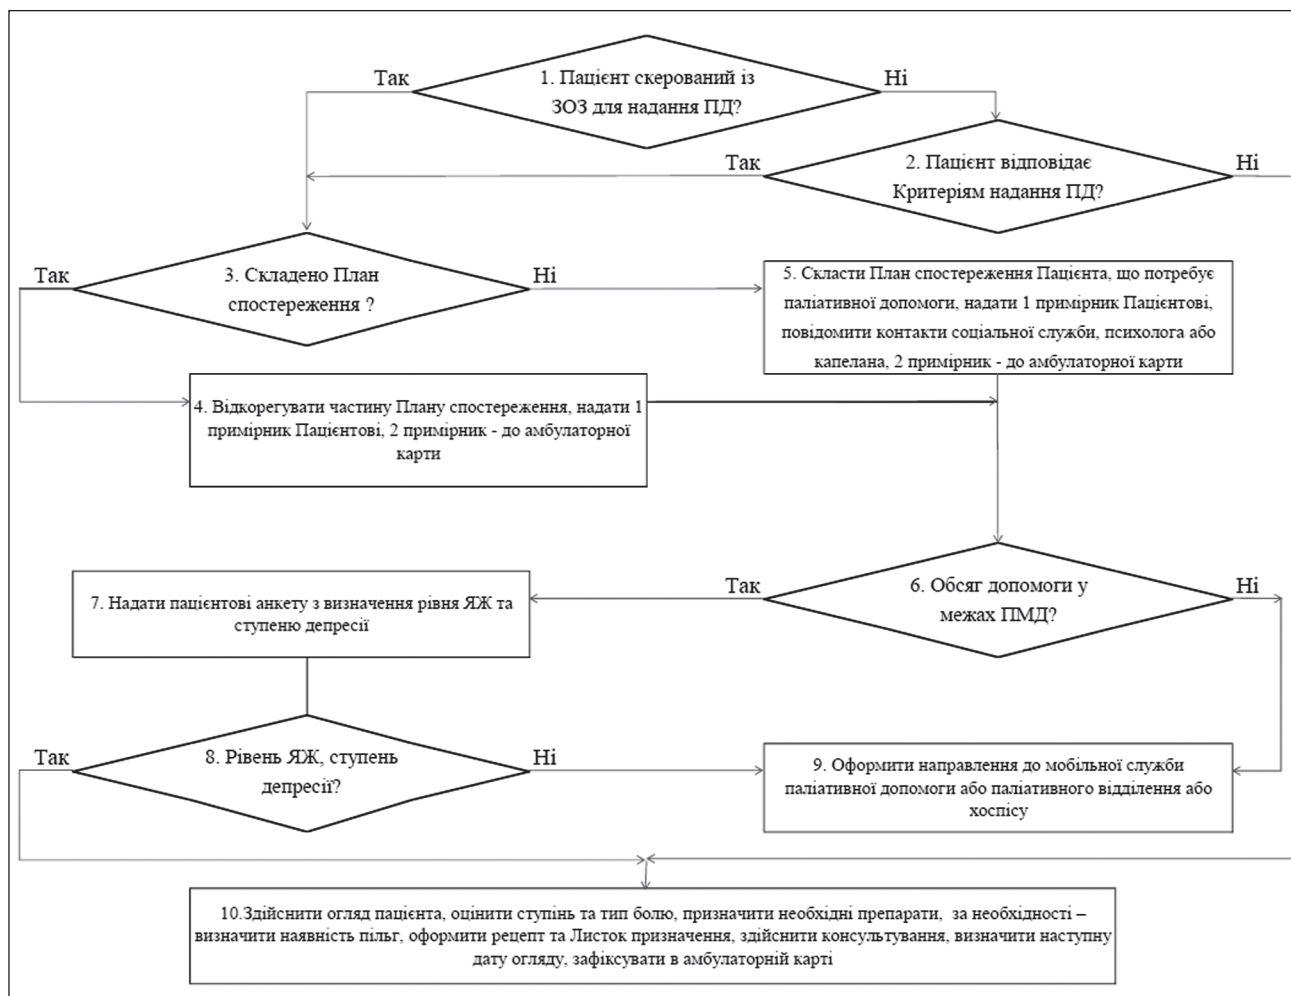 Так
1. Пацієнт скерований із
ЗОЗ для надання ПД?
Ні
Так
2. Пацієнт відповідає
Критеріям надання ПД?
Ні
Так
3. Складено План
спостереження ?
Ні
5. Скласти План спостереження Пацієнта, що потребує
паліативної допомоги, надати 1 примірник Пацієнтові,
повідомити контакти соціальної служби, психолога або
капелана, 2 примірник - до амбулаторної карти
4. Відкорегувати частину Плану спостереження, надати 1
примірник Пацієнтові, 2 примірник - до амбулаторної
карти
Так
6. Обсяг допомоги у
межах ПМД?
Ні
7. Надати пацієнтові анкету з визначення рівня ЯЖ та
ступеню депресії
Так
8. Рівень ЯЖ, ступень
депресії?
Ні
9. Оформити направлення до мобільної служби
паліативної допомоги або паліативного відділення або
хоспісу
10.Здійснити огляд пацієнта, оцінити ступінь та тип болю, призначити необхідні препарати, за необхідності –
визначити наявність пільг, оформити рецепт та Листок призначення, здійснити консультування, визначити наступну
дату огляду, зафіксувати в амбулаторній карті